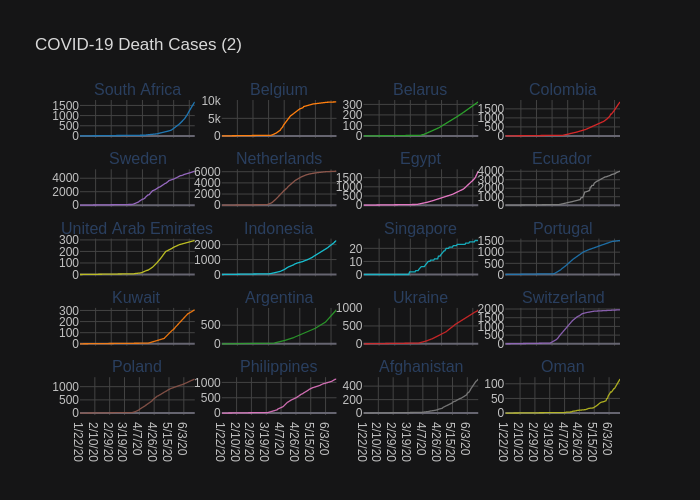 COVID-19 Death Cases (2)
South Africa Belgium Belarus Colombia
1500 1000 500 0 10k 5k 0 300 200 100 0 1500 1000 500 0
Sweden Netherlands Egypt Ecuador
4000 2000 0 6000 4000 2000 0 1500 1000 500 0 4000 3000 2000 1000 0
United Arab Emirates Indonesia Singapore Portugal
300 200 100 0 2000 1000 0 20 10 0 1500 1000 500 0
Kuwait Argentina Ukraine Switzerland
300 200 100 0 500 0 1000 500 0 2000 1500 1000 500 0
Poland Philippines Afghanistan Oman
1000 500 0 1000 500 0 400 200 0 100 50 0
1/22/20 2/10/20 2/29/20 3/19/20 4/7/20 4/26/20 5/15/20 6/3/20 1/22/20 2/10/20 2/29/20 3/19/20 4/7/20 4/26/20 5/15/20 6/3/20 1/22/20 2/10/20 2/29/20 3/19/20 4/7/20 4/26/20 5/15/20 6/3/20 1/22/20 2/10/20 2/29/20 3/19/20 4/7/20 4/26/20 5/15/20 6/3/20